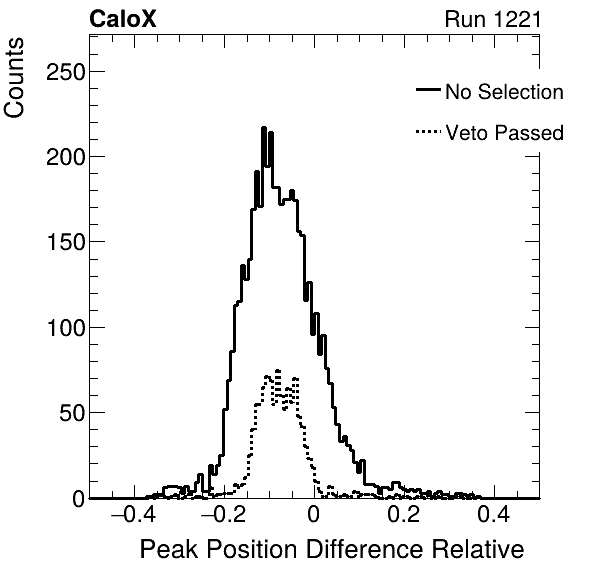 CaloX Run 1221
Counts
250
200
150
100
50
0
No Selection
Veto Passed
−0.4 −0.2 0 0.2 0.4
Peak Position Difference Relative